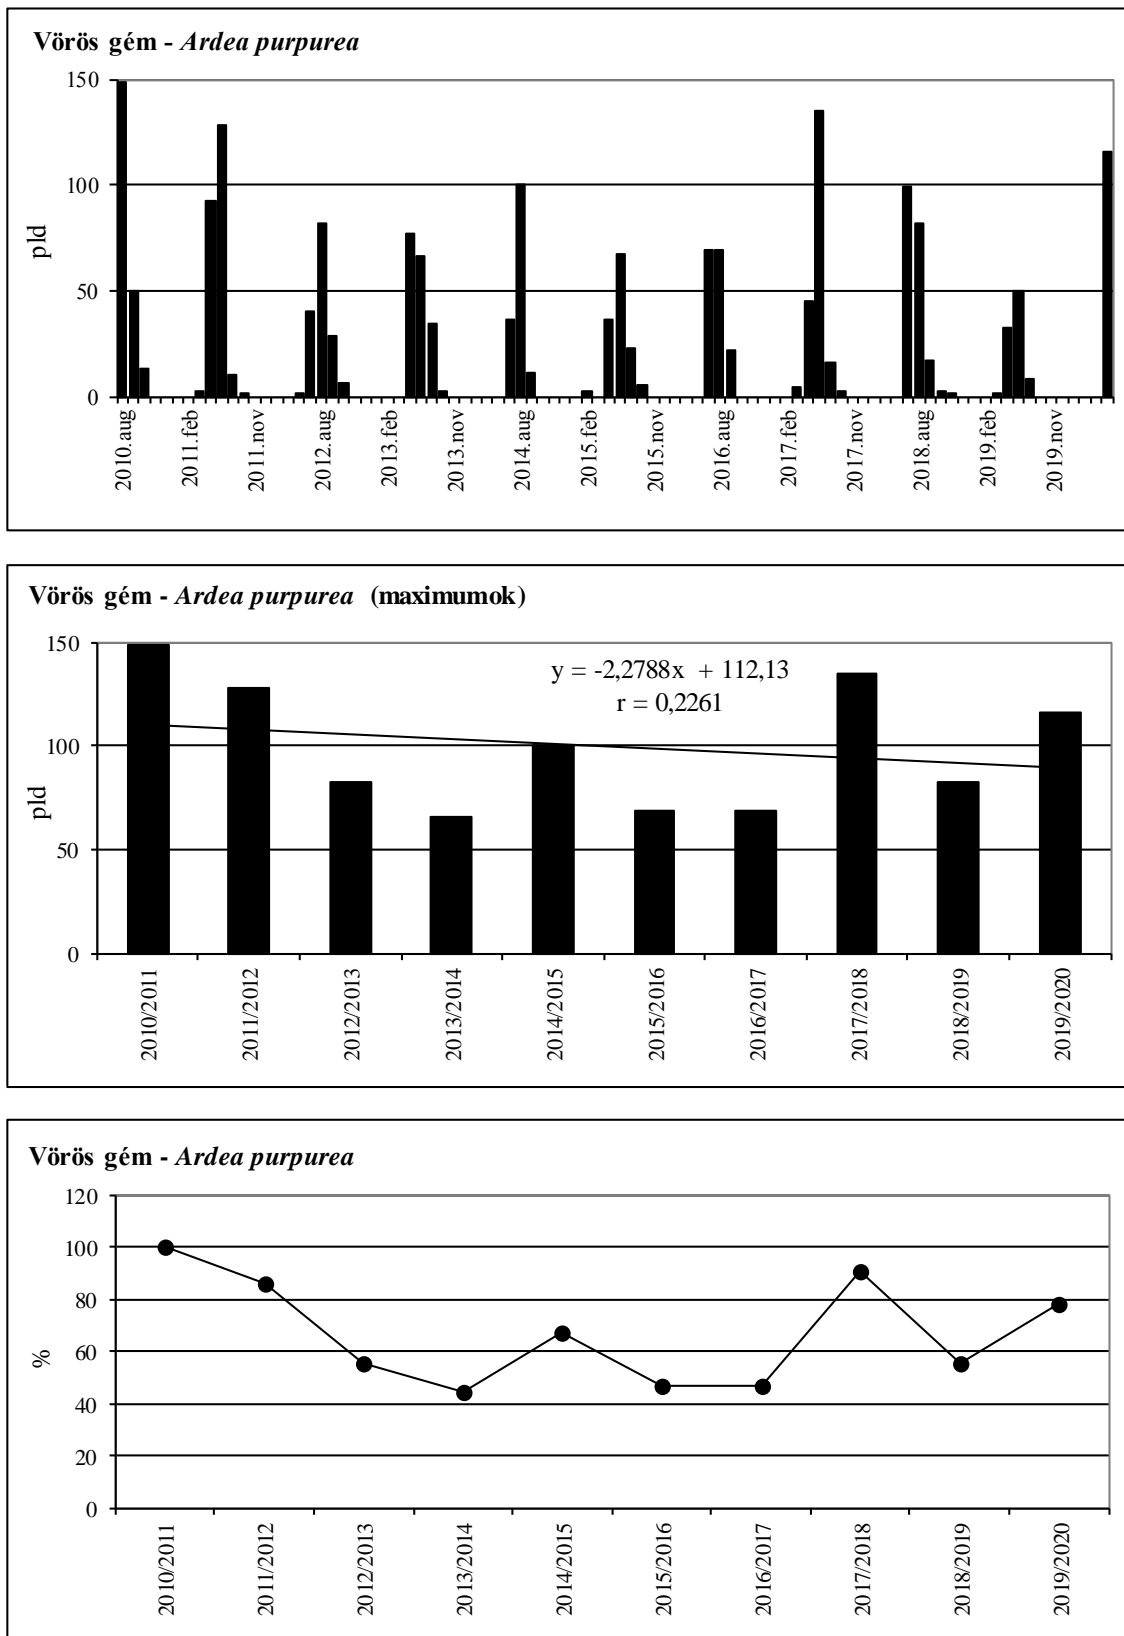 Vörös gém - Ardea purpurea
150
100
50
0
pld
2010.aug
2011.feb
2011.nov
2012.aug
2013.feb
2013.nov
2014.aug
2015.feb
2015.nov
2016.aug
2017.feb
2017.nov
2018.aug
2019.feb
2019.nov
Vörös gém - Ardea purpurea (maximumok)
150
100
50
0
pld
y = -2,2788x + 112,13
r = 0,2261
2010/2011
2011/2012
2012/2013
2013/2014
2014/2015
2015/2016
2016/2017
2017/2018
2018/2019
2019/2020
Vörös gém - Ardea purpurea
120
100
80
60
40
20
0
%
2010/2011
2011/2012
2012/2013
2013/2014
2014/2015
2015/2016
2016/2017
2017/2018
2018/2019
2019/2020